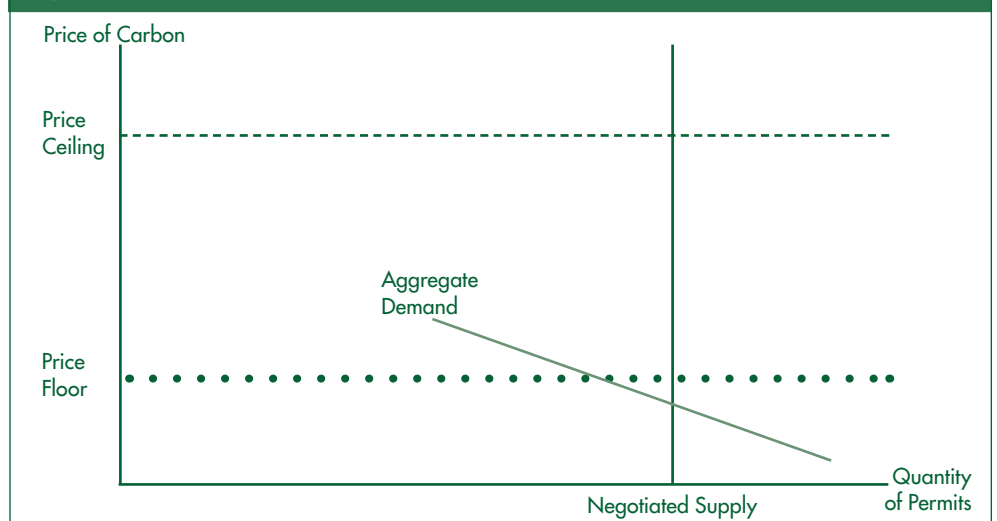 Price of Carbon
Price
Ceiling
Aggregate
Demand
Price
Floor
Quantity
of Permits
Negotiated Supply